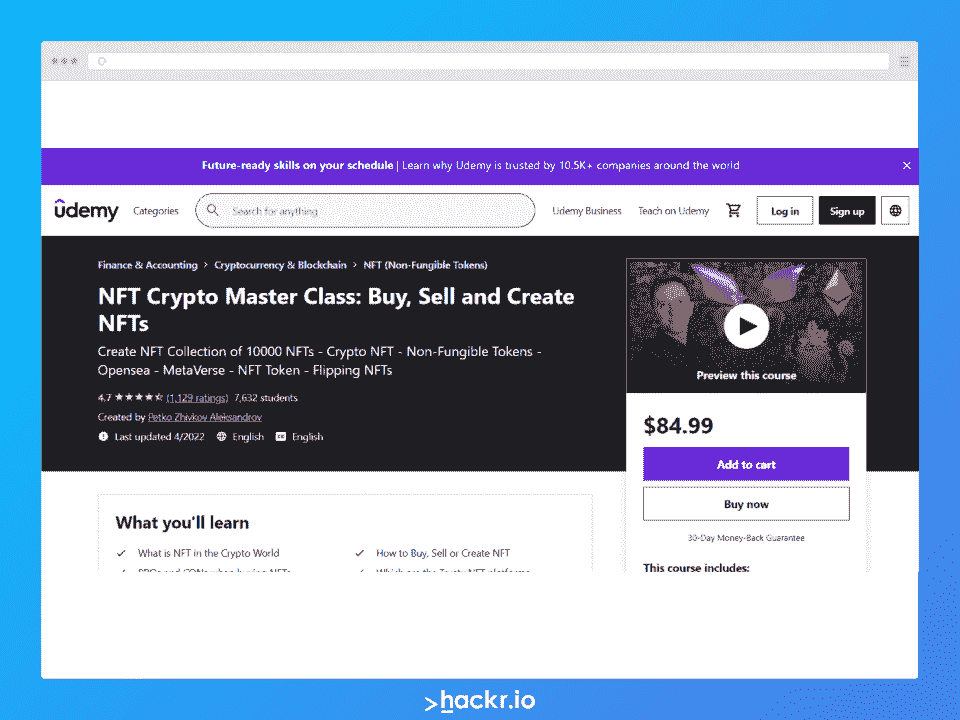 Future-ready skills on your schedule | Learn why Udemy is trusted by 10.5K+ companies around the world
udemy
Categories
Search for anything
Udemy Business
Teach on Udemy
Log in
Sign up
Finance & Accounting > Cryptocurrency & Blockchain > NFT (Non-Fungible Tokens)
NFT Crypto Master Class: Buy, Sell and Create
NFTs
Create NFT Collection of 10000 NFTs - Crypto NFT - Non-Fungible Tokens -
Opensea - MetaVerse - NFT Token - Flipping NFTs
4.7 (1,129 ratings) 7,632 students
Created by Petko Zhivkov Aleksandrov
Last updated 4/2022 English English
Preview this course
$84.99
Add to cart
Buy now
30-Day Money-Back Guarantee
This course includes:
What you'll learn
What is NFT in the Crypto World
How to Buy, Sell or Create NFT
>hackr.io